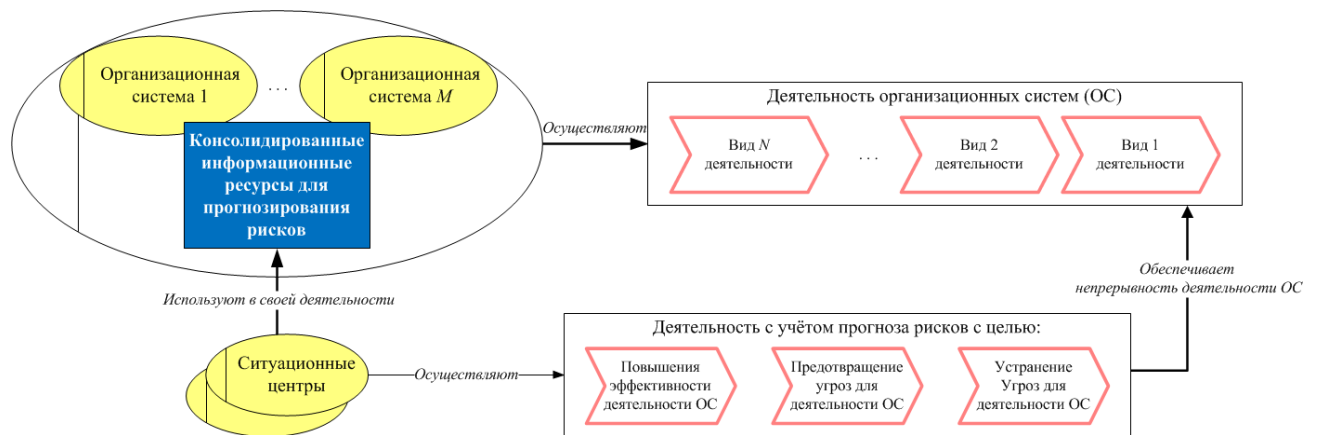 Организационная
система 1
. . .
Организационная
система M
Консолидированные
информационные
ресурсы для
прогнозирования
рисков
Осуществляют
Деятельность организационных систем (ОС)
Вид N
деятельности
. . .
Вид 2
деятельности
Вид 1
деятельности
Используют в своей деятельности
Обеспечивает
непрерывность деятельности ОС
Ситуационные
центры
Осуществляют
Деятельность с учётом прогноза рисков с целью:
Повышения
эффективности
деятельности ОС
Предотвращение
угроз для
деятельности ОС
Устранение
Угроз для
деятельности ОС